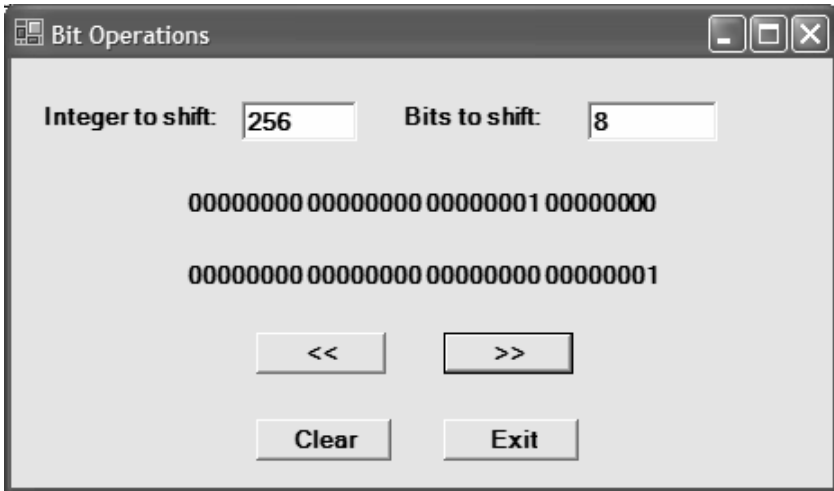 Bit Operations
Integer to shift: 256 Bits to shift: 8
00000000 00000000 00000001 00000000
00000000 00000000 00000000 00000001
<< >>
Clear Exit